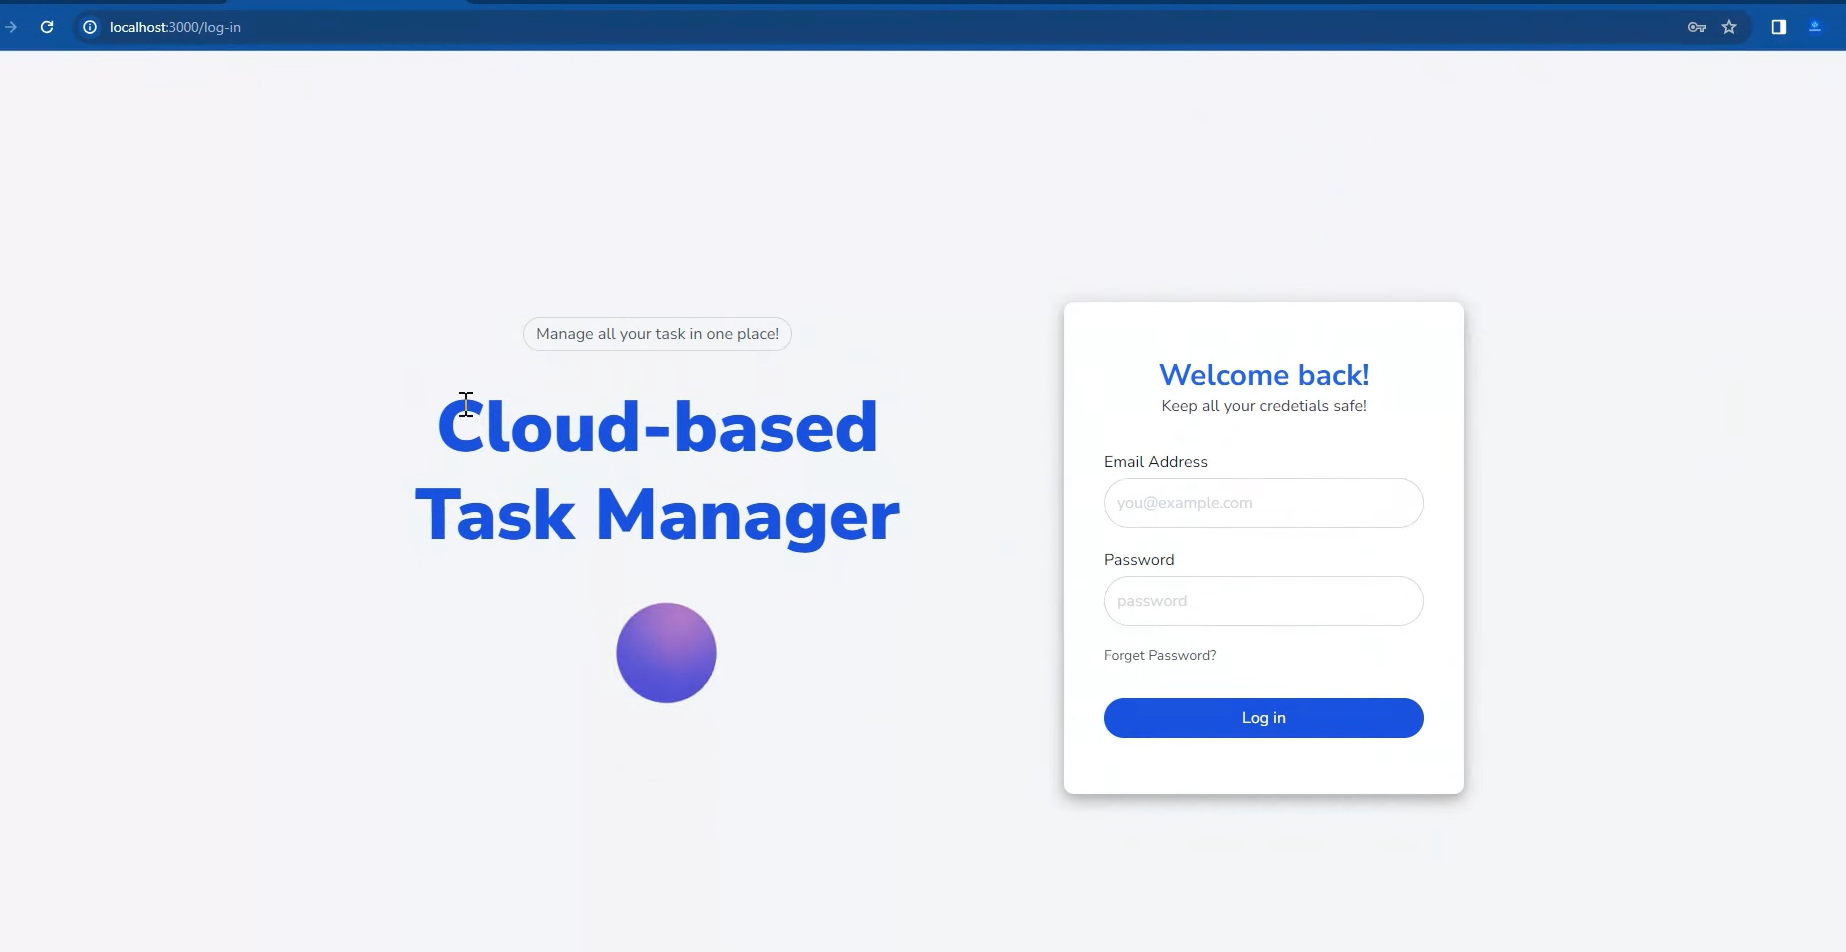 localhost:3000/log-in
Manage all your task in one place!
Cloud-based
Task Manager
Welcome back!
Keep all your credetials safe!
Email Address
you@example.com
Password
password
Forget Password?
Log in